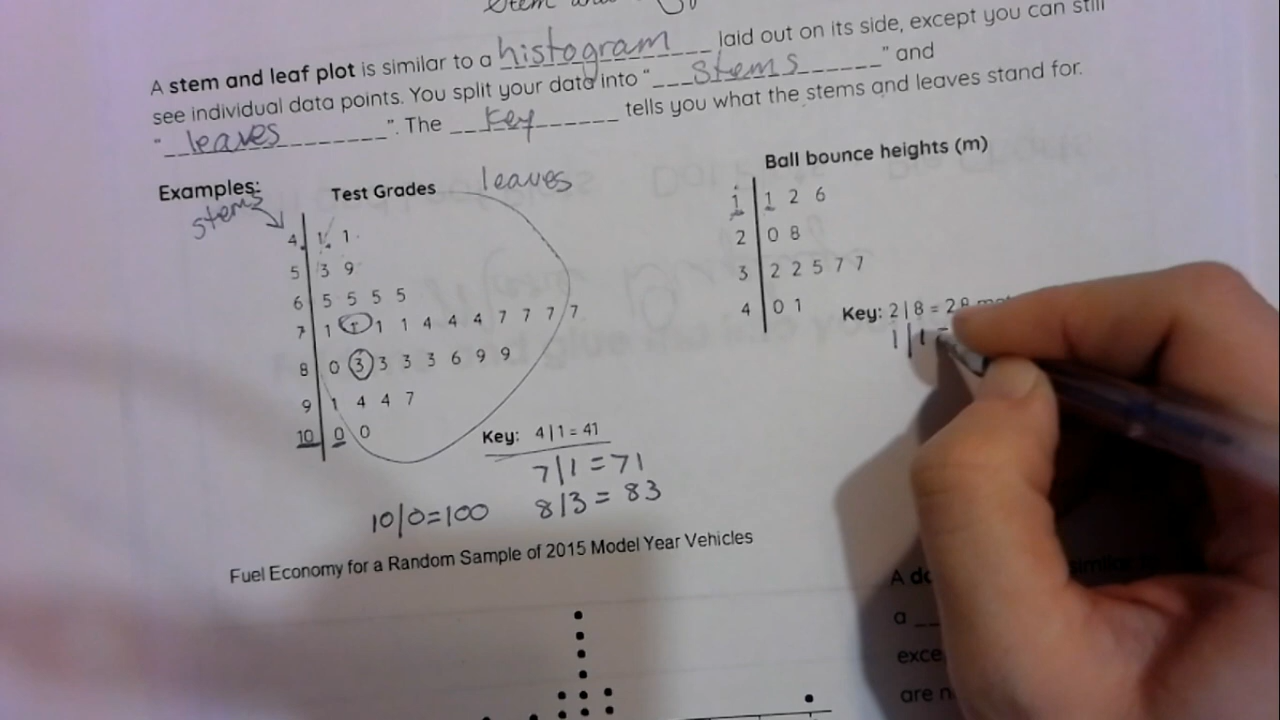 A stem and leaf plot is similar to a histogram laid out on its side, except you can still
see individual data points. You split your data into "stems" and
"leaves". The key tells you what the stems and leaves stand for.
Examples:
stems
Test Grades
leaves
4 | 1 1
5 | 3 9
6 | 5 5 5 5
7 | 1 1 1 1 4 4 4 7 7 7 7
8 | 0 3 3 3 3 6 9 9
9 | 1 4 4 7
10 | 0 0
Key: 4|1 = 41
7|1 = 71
8|3 = 83
10|0=100
Ball bounce heights (m)
1 | 1 2 6
2 | 0 8
3 | 2 2 5 7 7
4 | 0 1
Key: 2|8 =
1|1 =
Fuel Economy for a Random Sample of 2015 Model Year Vehicles
A
a
are